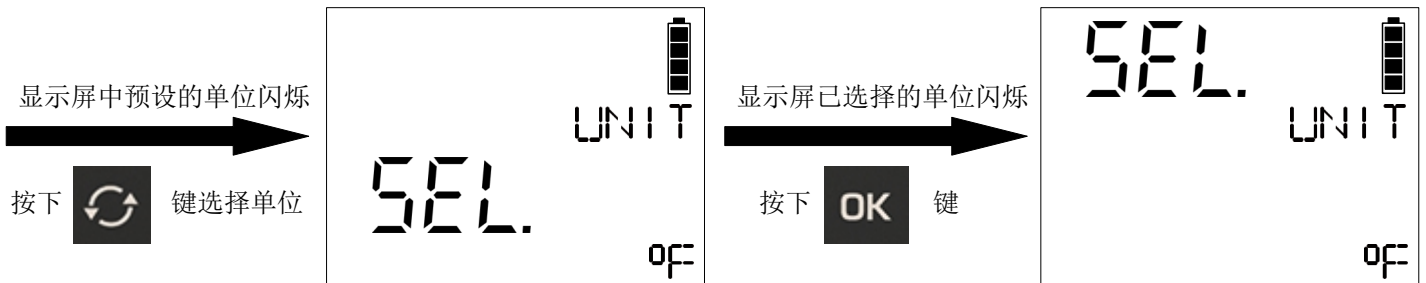 显示屏中预设的单位闪烁
按下
键选择单位
UNIT
SEL.
°F
显示屏已选择的单位闪烁
按下
OK
键
SEL.
UNIT
°F